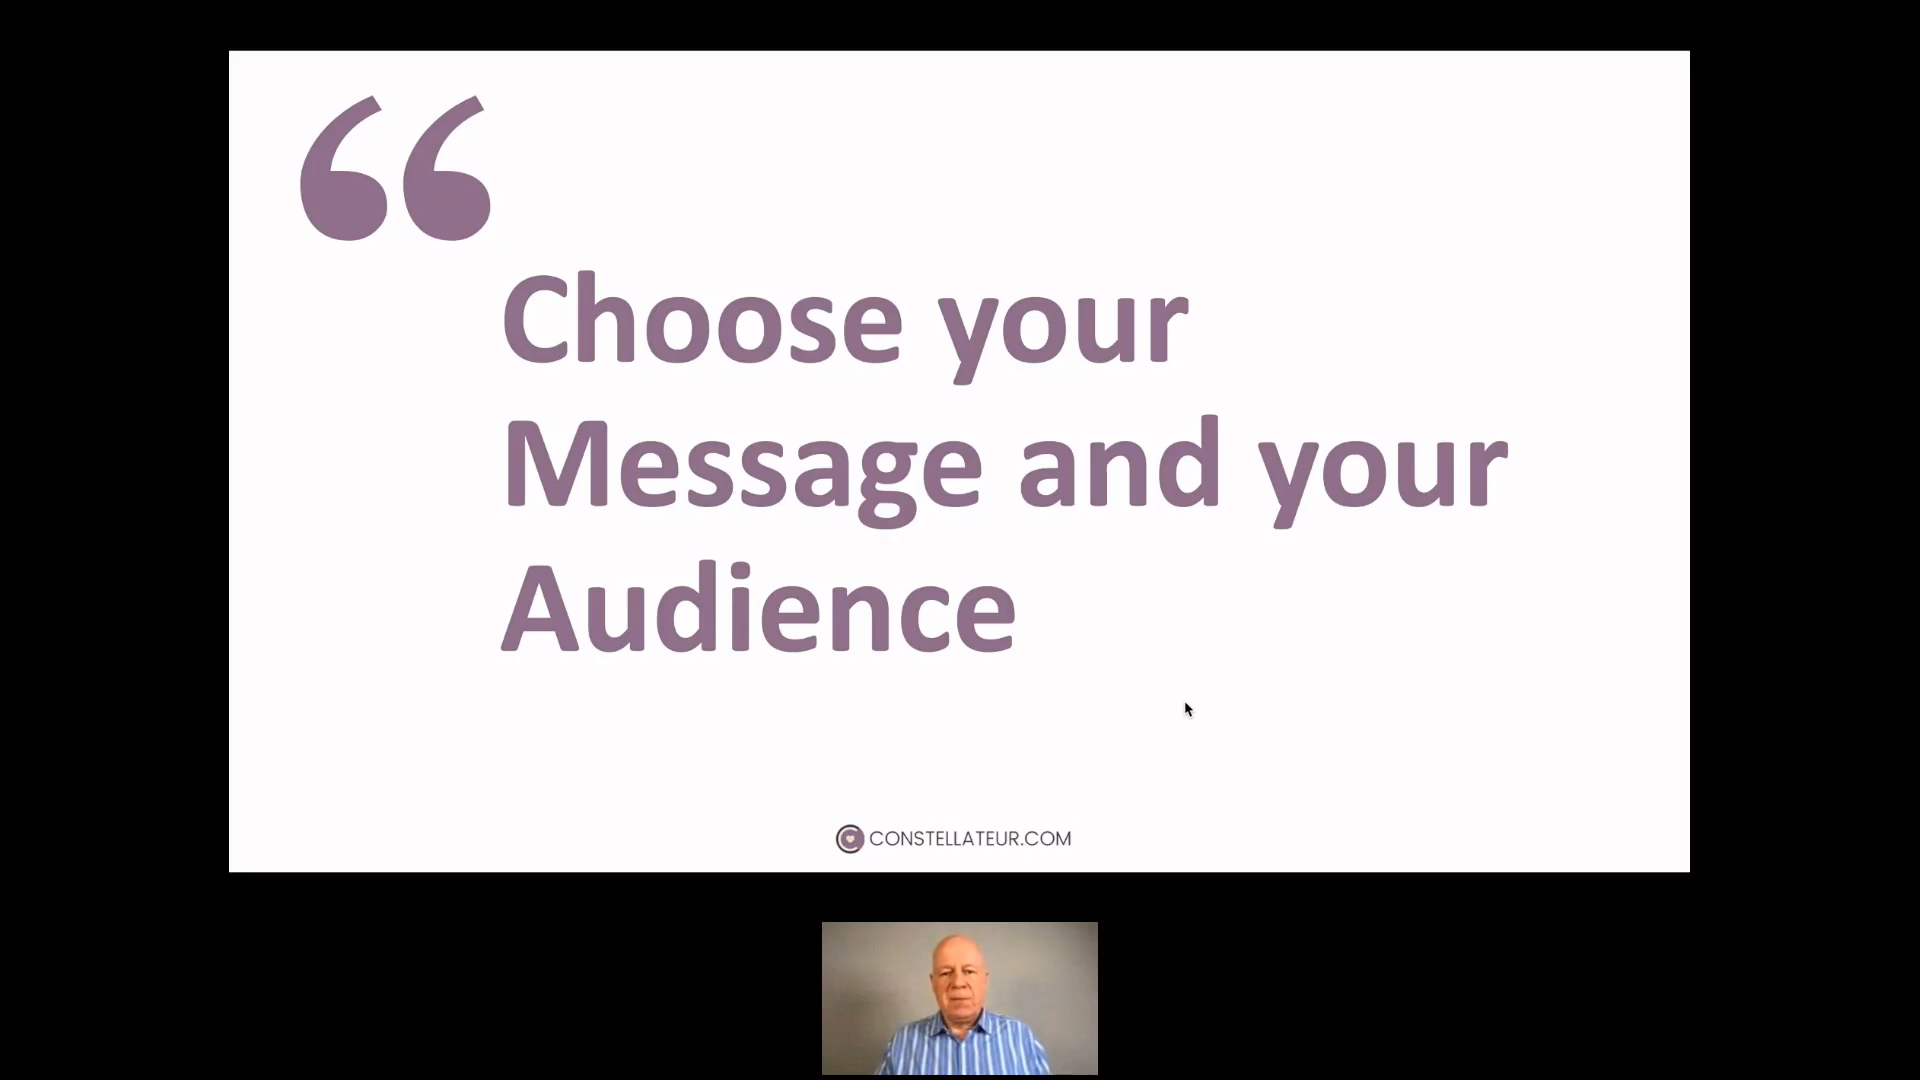 “
Choose your
Message and your
Audience
CONSTELLATEUR.COM